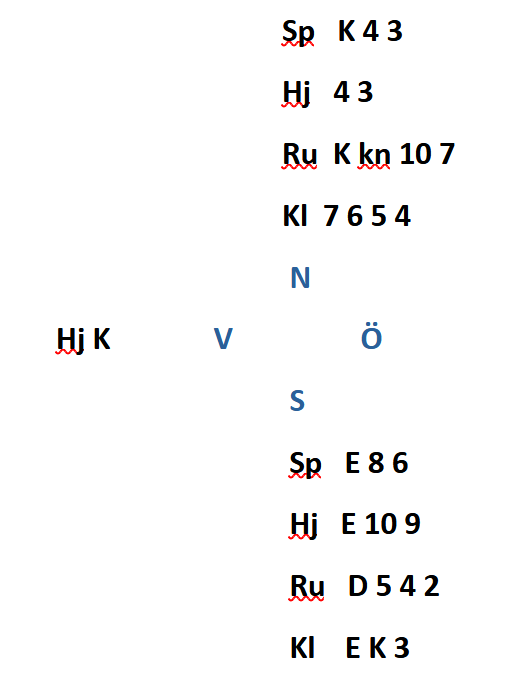 Sp K 4 3
Hj 4 3
Ru K kn 10 7
Kl 7 6 5 4
N
Hj K V Ö
S
Sp E 8 6
Hj E 10 9
Ru D 5 4 2
Kl E K 3